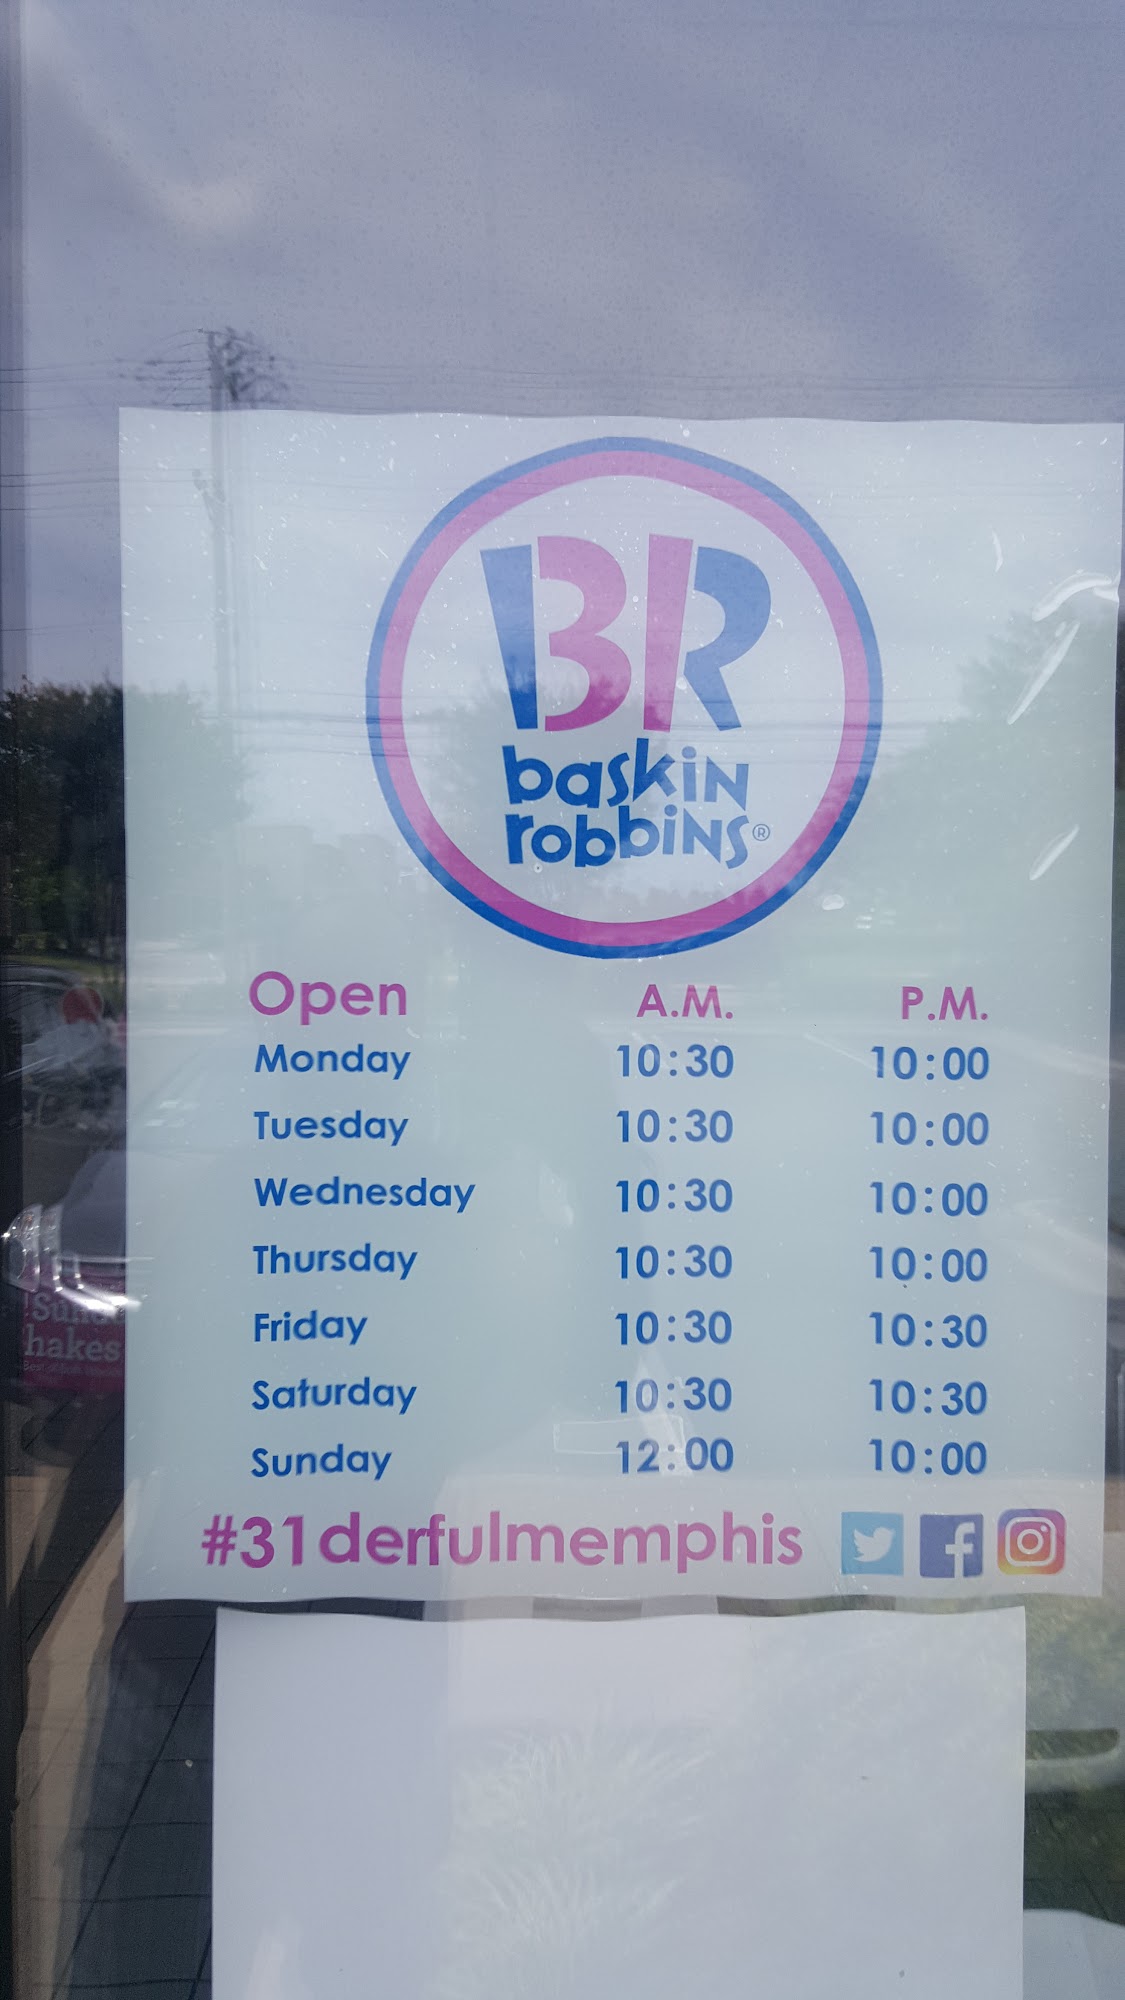 BR
baskin
robbins®
Open A.M. P.M.
Monday 10:30 10:00
Tuesday 10:30 10:00
Wednesday 10:30 10:00
Thursday 10:30 10:00
Friday 10:30 10:30
Saturday 10:30 10:30
Sunday 12:00 10:00
#31derfulmemphis
hakes